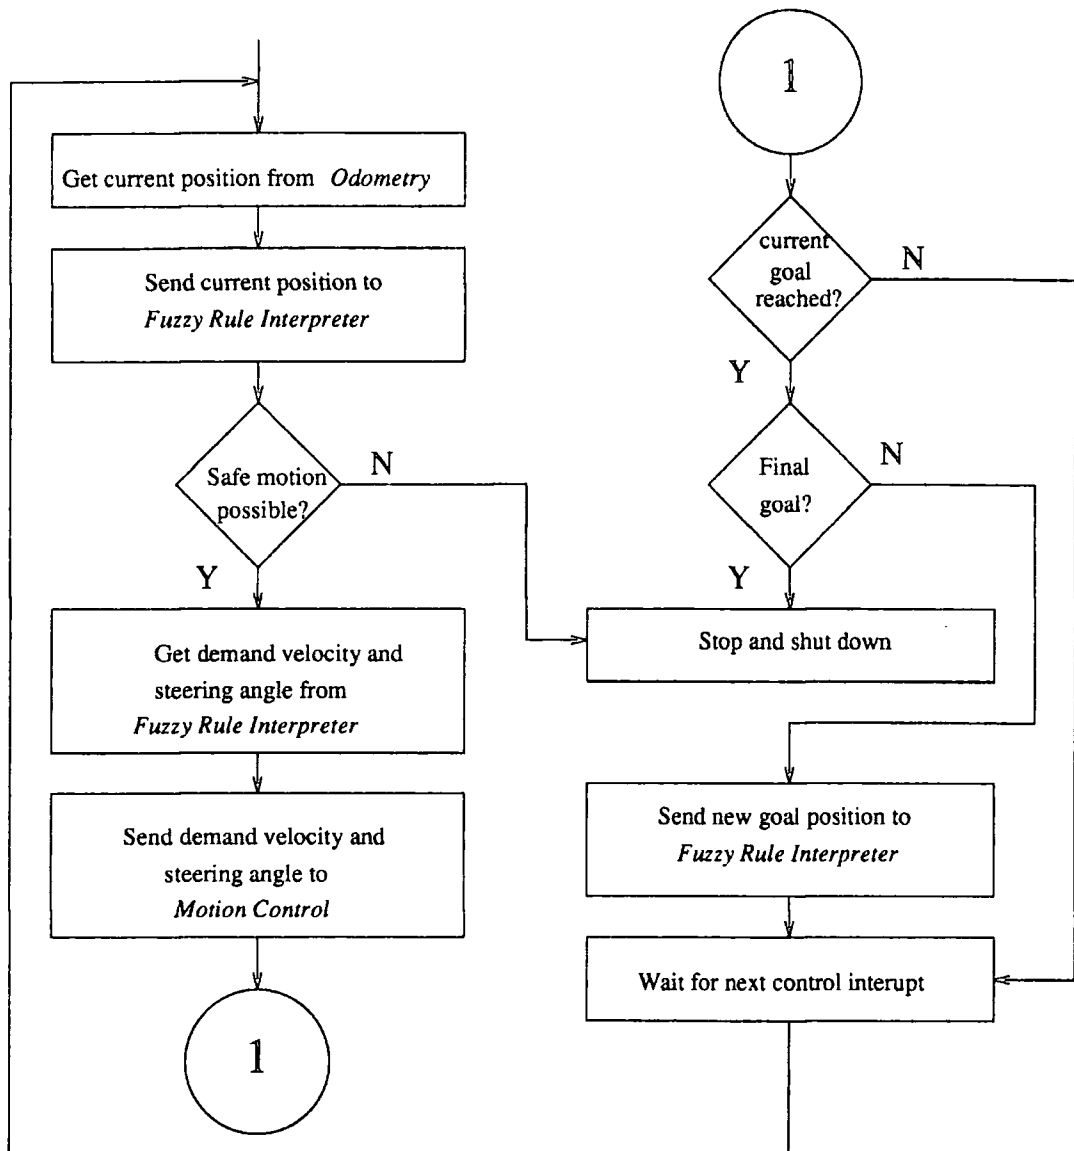 Get current position from Odometry
Send current position to
Fuzzy Rule Interpreter
Safe motion
possible?
N
Y
Get demand velocity and
steering angle from
Fuzzy Rule Interpreter
Send demand velocity and
steering angle to
Motion Control
1
1
current
goal
reached?
N
Y
Final
goal?
N
Y
Stop and shut down
Send new goal position to
Fuzzy Rule Interpreter
Wait for next control interupt